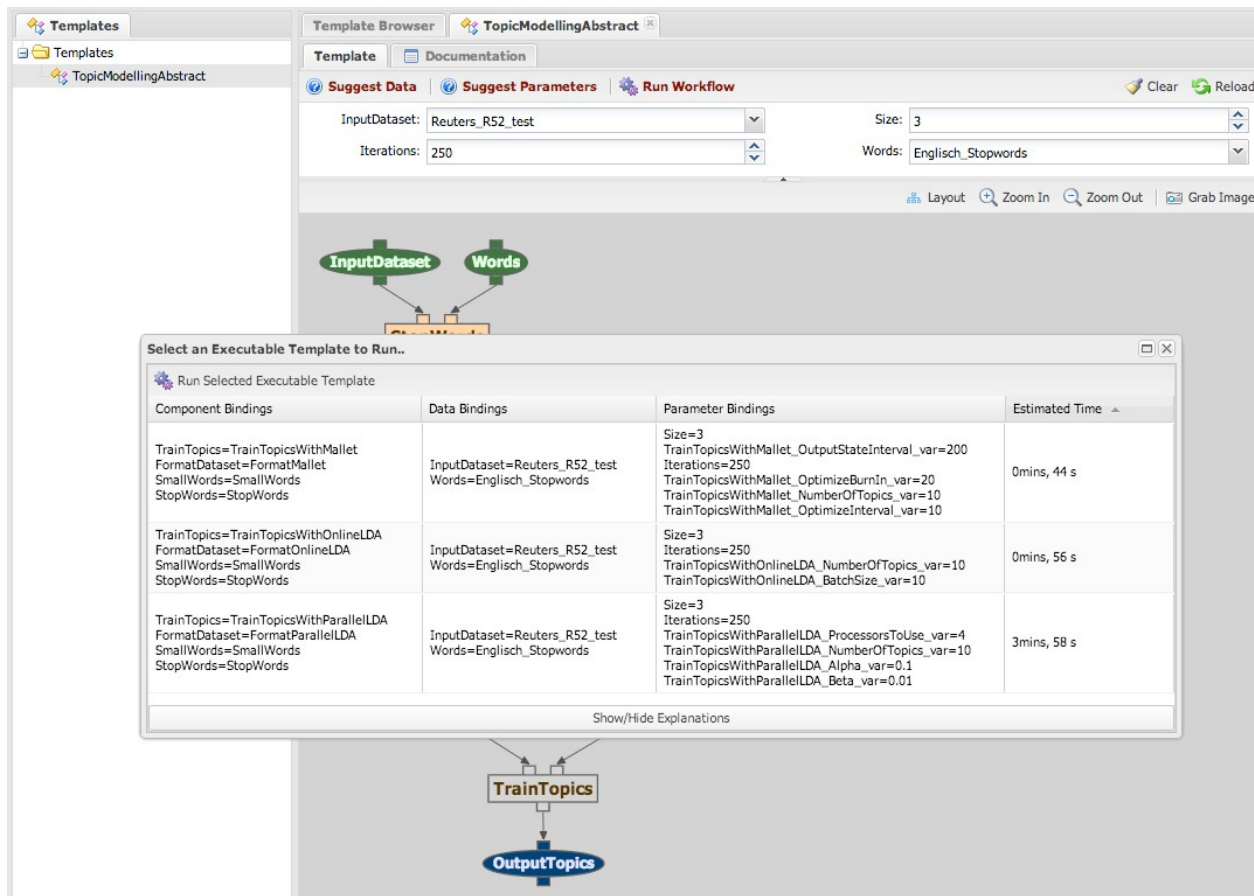 Templates
Templates
TopicModellingAbstract
Template Browser
TopicModellingAbstract
Template
Documentation
Suggest Data
Suggest Parameters
Run Workflow
Clear
Reload
InputDataset: Reuters_R52_test
Size: 3
Iterations: 250
Words: Englisch_Stopwords
Layout
Zoom In
Zoom Out
Grab Image
InputDataset
Words
StopWords
Select an Executable Template to Run..
Run Selected Executable Template
Component Bindings
Data Bindings
Parameter Bindings
Estimated Time
TrainTopics=TrainTopicsWithMallet
FormatDataset=FormatMallet
SmallWords=SmallWords
StopWords=StopWords
InputDataset=Reuters_R52_test
Words=Englisch_Stopwords
Size=3
TrainTopicsWithMallet_OutputStateInterval_var=200
Iterations=250
TrainTopicsWithMallet_OptimizeBurnIn_var=20
TrainTopicsWithMallet_NumberOfTopics_var=10
TrainTopicsWithMallet_OptimizeInterval_var=10
0mins, 44 s
TrainTopics=TrainTopicsWithOnlineLDA
FormatDataset=FormatOnlineLDA
SmallWords=SmallWords
StopWords=StopWords
InputDataset=Reuters_R52_test
Words=Englisch_Stopwords
Size=3
Iterations=250
TrainTopicsWithOnlineLDA_NumberOfTopics_var=10
TrainTopicsWithOnlineLDA_BatchSize_var=10
0mins, 56 s
TrainTopics=TrainTopicsWithParallelLDA
FormatDataset=FormatParallelLDA
SmallWords=SmallWords
StopWords=StopWords
InputDataset=Reuters_R52_test
Words=Englisch_Stopwords
Size=3
Iterations=250
TrainTopicsWithParallelLDA_ProcessorsToUse_var=4
TrainTopicsWithParallelLDA_NumberOfTopics_var=10
TrainTopicsWithParallelLDA_Alpha_var=0.1
TrainTopicsWithParallelLDA_Beta_var=0.01
3mins, 58 s
Show/Hide Explanations
TrainTopics
OutputTopics